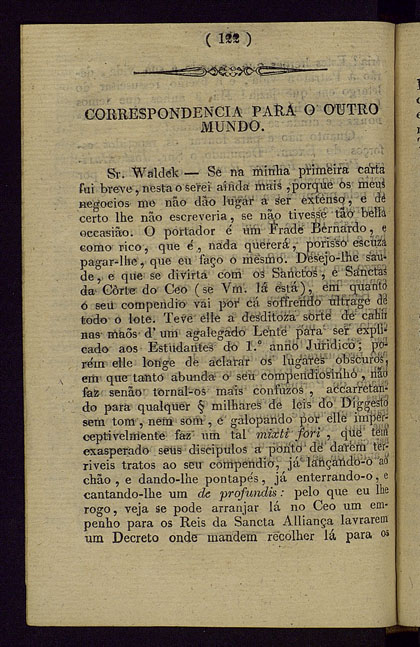 ( 122 )
CORRESPONDENCIA PARA O OUTRO
MUNDO.
Sr. Waldek — Se na minha primeira carta
fui breve, nesta o serei ainda mais, porque os meus
negocios me não dão lugar a ser extenso, e de
certo lhe não escreveria, se não tivesse tão bella
occasião. O portador é um Frade Bernardo, e
como rico, que é, nada quererá, porisso escuza
pagar-lhe, que eu faço o mesmo. Desejo-lhe sau-
de, e que se divirta com os Sanctos, e Sanctas
da Côrte do Ceo (se Vm. lá está), em quanto
o seu compendio vai por cá soffrendo ultrage de
todo o lote. Teve elle a desditoza sorte de cahir
nas maõs d'um agalegado Lente para ser expli-
cado aos Estudantes do 1.º anno Juridico; po-
rém elle longe de aclarar os lugares obscuros,
em que tanto abunda o seu compendiosinho, não
faz senão tornal-os mais confuzos, accarretan-
do para qualquer § milhares de leis do Diggesto
sem tom, nem som, e galopando por elle imper-
ceptivelmente faz um tal mixti fori, que tem
exasperado seus discipulos a ponto de darem ter-
riveis tratos ao seu compendio, já lançando-o ao
chão, e dando-lhe pontapés, já enterrando-o, e
cantando-lhe um de profundis: pelo que eu lhe
rogo, veja se pode arranjar lá no Ceo um em-
penho para os Reis da Sancta Alliança lavrarem
um Decreto onde mandem recolher lá para os